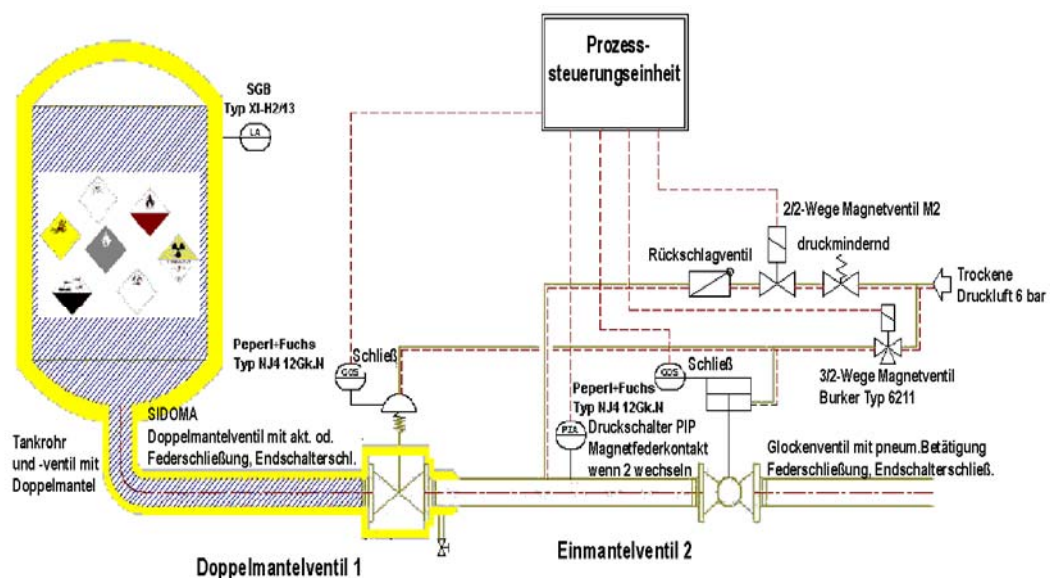 Prozess-
steuerungseinheit
SGB
Typ XI-H2/13
LA
2/2-Wege Magnetventil M2
druckmindernd
Rückschlagventil
Trockene
Druckluft 6 bar
Peperl+Fuchs
Typ NJ4 12Gk.N
Schließ
GOS
GOS
Schließ
3/2-Wege Magnetventil
Burker Typ 6211
Peperl+Fuchs
Typ NJ4 12Gk.N
PIA
Druckschalter PIP
Magnetfederkontakt
wenn 2 wechseln
SIDOMA
Doppelmantelventil mit akt. od.
Federschließung, Endschalterschl.
Tankrohr
und -ventil mit
Doppelmantel
Glockenventil mit pneum.Betätigung
Federschließung, Endschalterschließ.
Doppelmantelventil 1
Einmantelventil 2